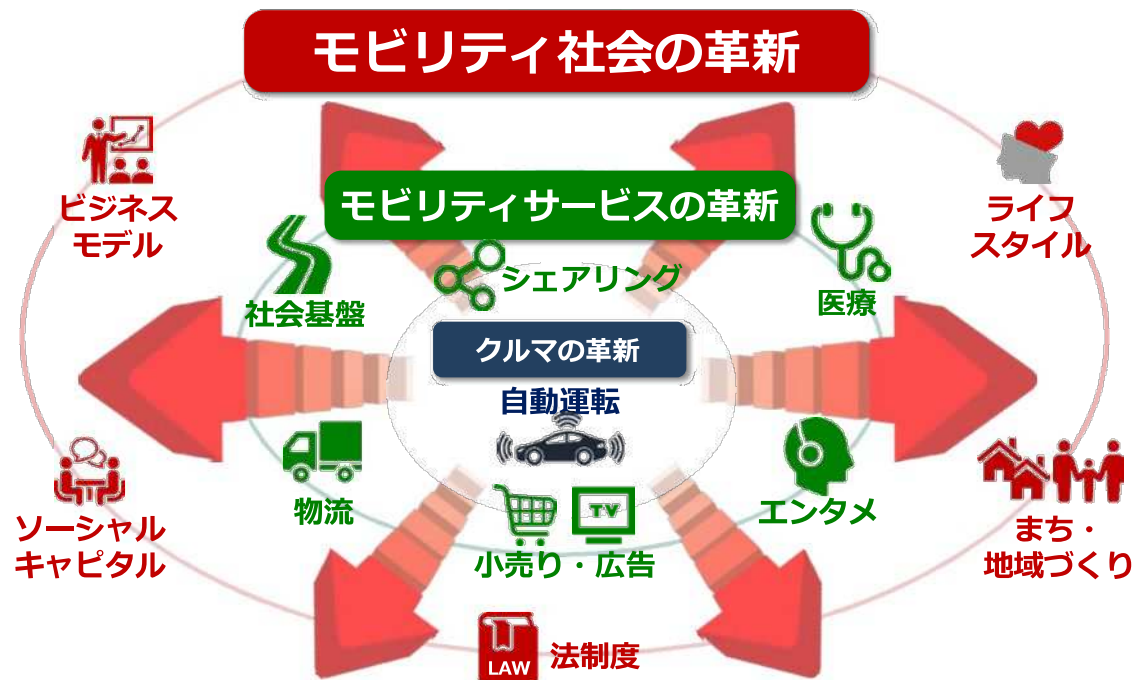 モビリティ社会の革新
ビジネス
モデル
ライフ
スタイル
モビリティサービスの革新
シェアリング
社会基盤
医療
クルマの革新
自動運転
物流
エンタメ
TV
小売り・広告
ソーシャル
キャピタル
まち・
地域づくり
LAW
法制度